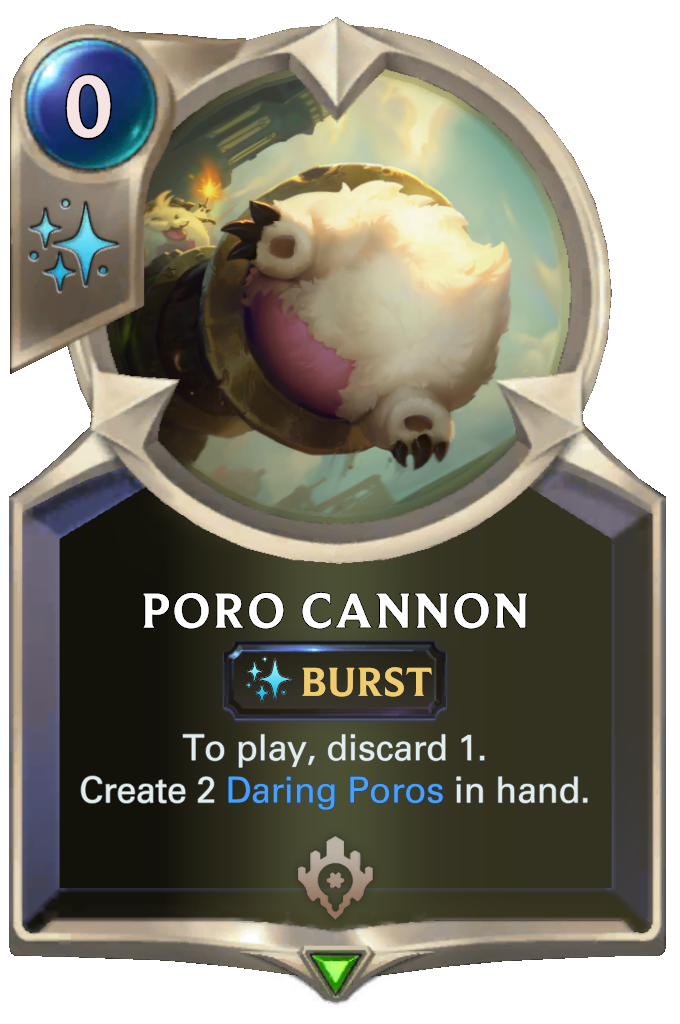 0
PORO CANNON
BURST
To play, discard 1.
Create 2 Daring Poros in hand.